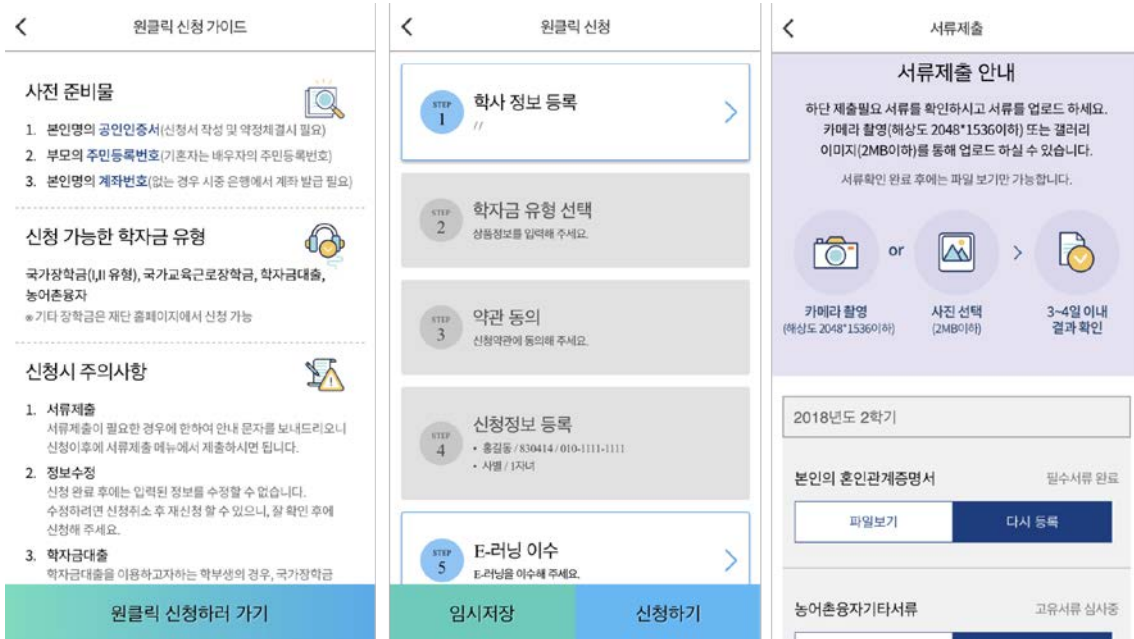 원클릭 신청 가이드
사전 준비물
1. 본인명의 공인인증서(신청서 작성 및 약정체결시 필요)
2. 부모의 주민등록번호(기혼자는 배우자의 주민등록번호)
3. 본인명의 계좌번호(없는 경우 시중 은행에서 계좌 발급 필요)
신청 가능한 학자금 유형
국가장학금(I,II 유형), 국가교육근로장학금, 학자금대출,
농어촌융자
※기타 장학금은 재단 홈페이지에서 신청 가능
신청시 주의사항
1. 서류제출
서류제출이 필요한 경우에 한하여 안내 문자를 보내드리오니
신청이후에 서류제출 메뉴에서 제출하시면 됩니다.
2. 정보수정
신청 완료 후에는 입력된 정보를 수정할 수 없습니다.
수정하려면 신청취소 후 재신청 할 수 있으니, 잘 확인 후에
신청해 주세요.
3. 학자금대출
학자금대출을 이용하고자하는 학부생의 경우, 국가장학금
원클릭 신청하러 가기
원클릭 신청
STEP 1
학사 정보 등록
//
STEP 2
학자금 유형 선택
상품정보를 입력해 주세요.
STEP 3
약관 동의
신청약관에 동의해 주세요.
STEP 4
신청정보 등록
• 홍길동 / 830414 / 010-1111-1111
• 사별 / 1자녀
STEP 5
E-러닝 이수
E-러닝을 이수해 주세요.
임시저장
신청하기
서류제출
서류제출 안내
하단 제출필요 서류를 확인하시고 서류를 업로드 하세요.
카메라 촬영(해상도 2048*1536이하) 또는 갤러리
이미지(2MB이하)를 통해 업로드 하실 수 있습니다.
서류확인 완료 후에는 파일 보기만 가능합니다.
or
카메라 촬영
(해상도 2048*1536이하)
사진 선택
(2MB이하)
3~4일 이내
결과 확인
2018년도 2학기
본인의 혼인관계증명서
필수서류 완료
파일보기
다시 등록
농어촌융자기타서류
고유서류 심사중